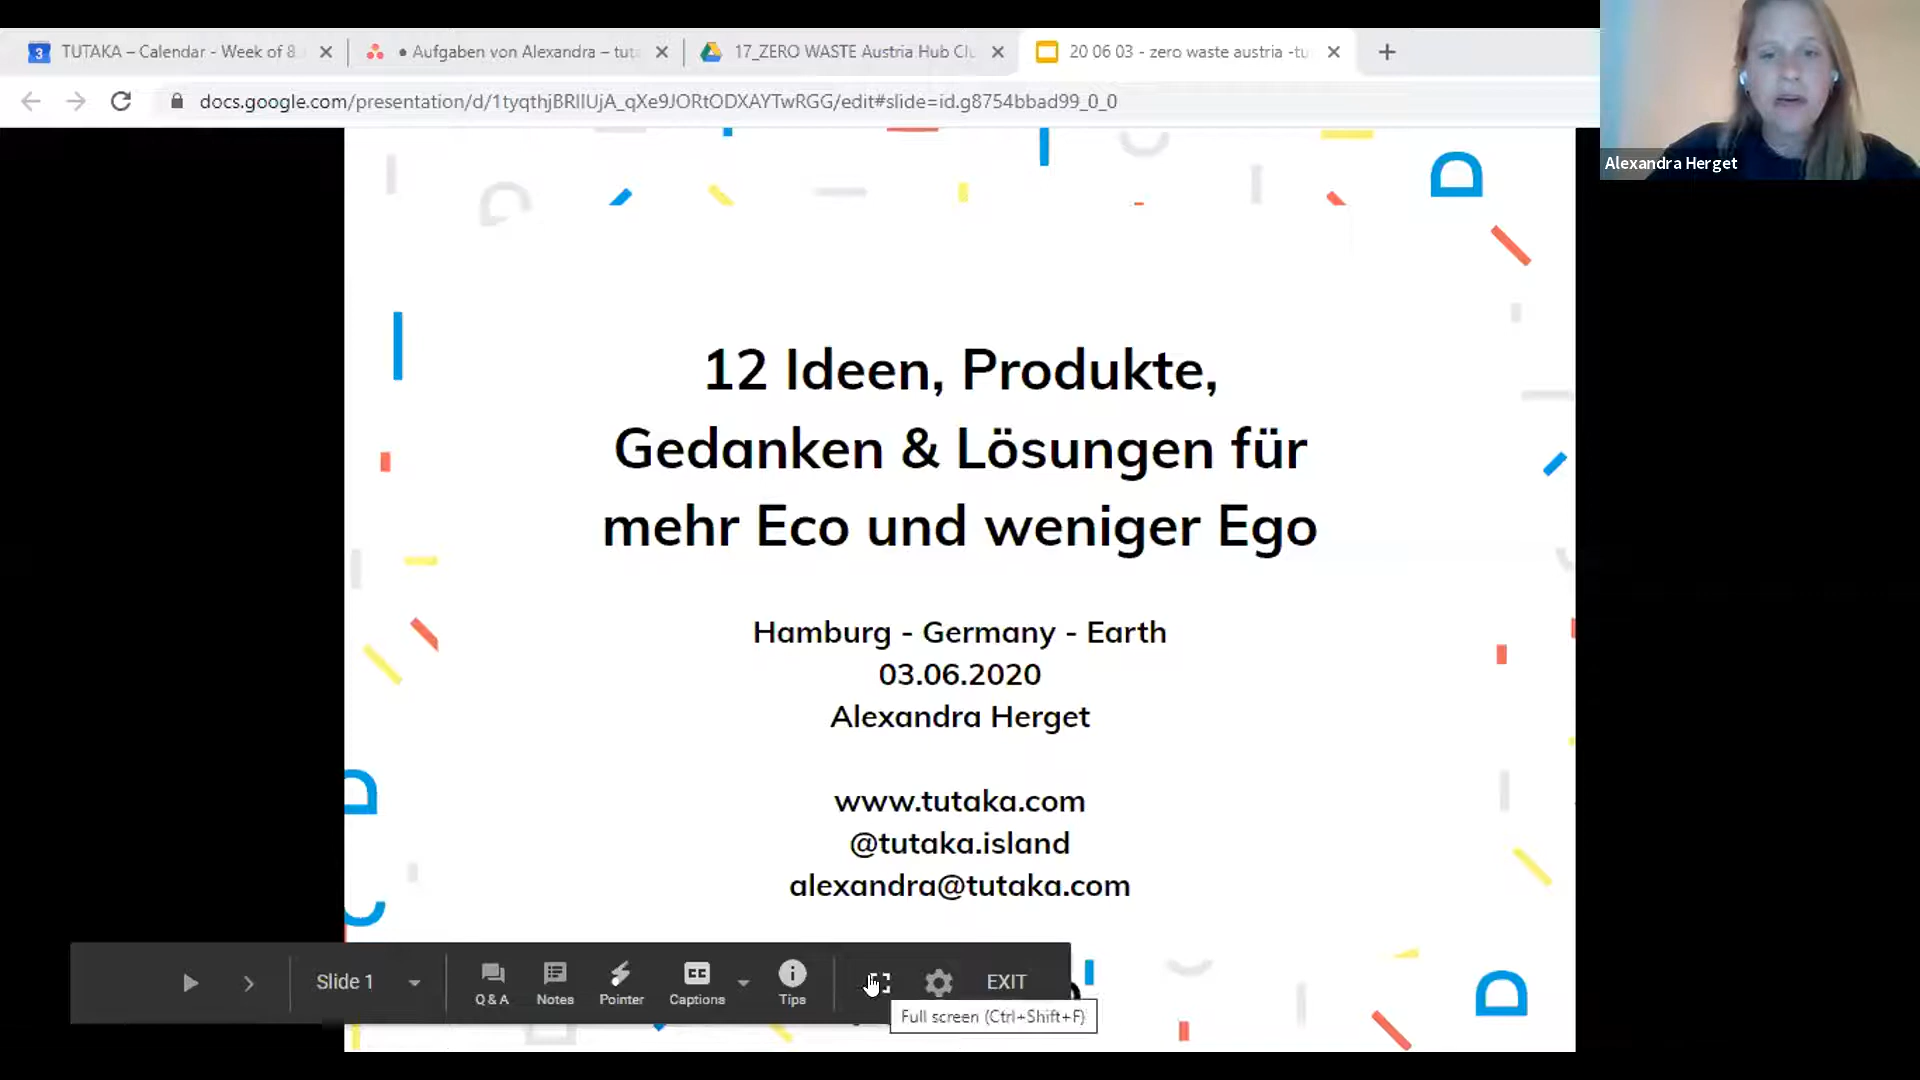 TUTAKA – Calendar - Week of 8
Aufgaben von Alexandra – tut
17_ZERO WASTE Austria Hub Clu
20 06 03 - zero waste austria -tu
docs.google.com/presentation/d/1tyqthjBRIlUjA_qXe9JORtODXAYTwRGG/edit#slide=id.g8754bbad99_0_0
Alexandra Herget
12 Ideen, Produkte,
Gedanken & Lösungen für
mehr Eco und weniger Ego
Hamburg - Germany - Earth
03.06.2020
Alexandra Herget
www.tutaka.com
@tutaka.island
alexandra@tutaka.com
Slide 1
Q & A
Notes
Pointer
Captions
Tips
EXIT
Full screen (Ctrl+Shift+F)